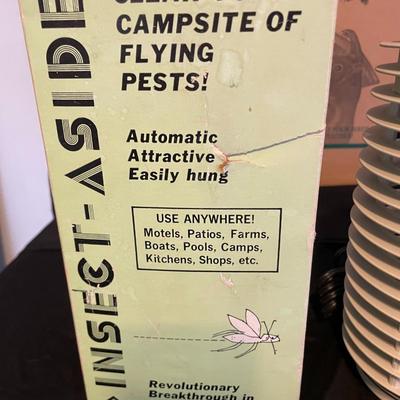 INSECT-ASIDE
CAMPSITE OF
FLYING
PESTS!
Automatic
Attractive
Easily hung
USE ANYWHERE!
Motels, Patios, Farms,
Boats, Pools, Camps,
Kitchens, Shops, etc.
Revolutionary
Breakthrough in